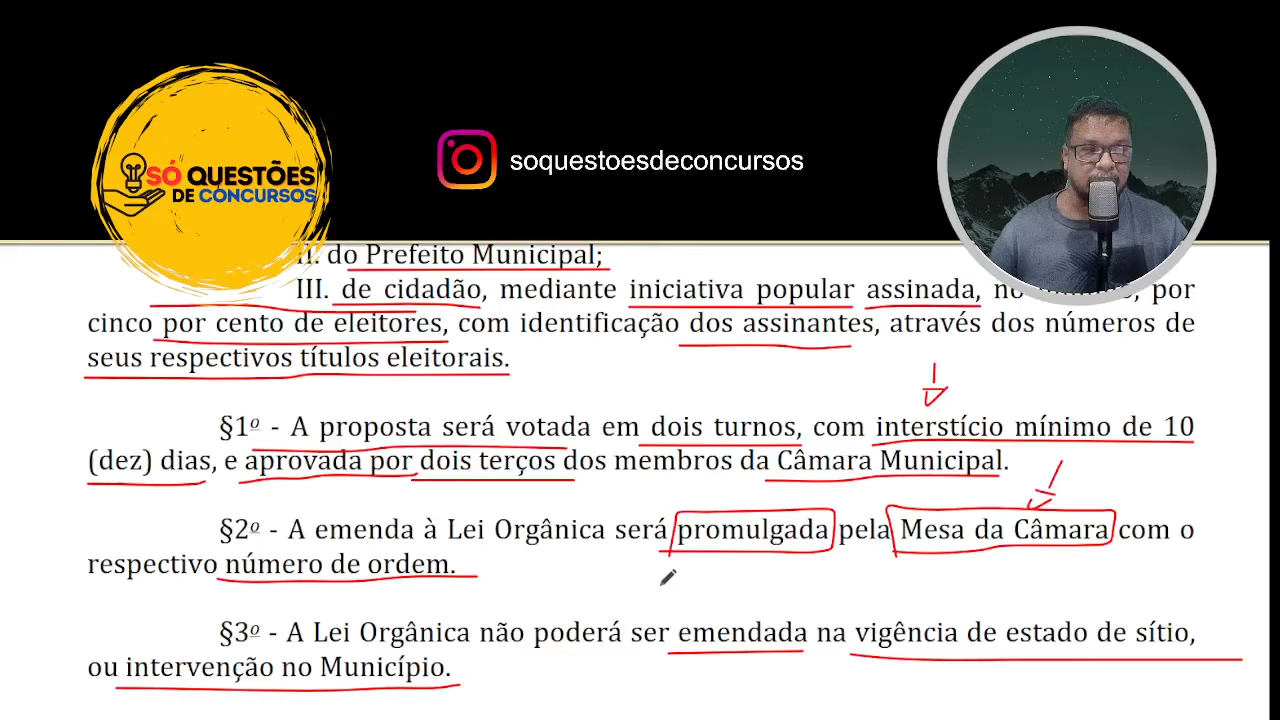 SÓ QUESTÕES
DE CONCURSOS
soquestoesdeconcursos
II. do Prefeito Municipal;
III. de cidadão, mediante iniciativa popular assinada, por
cinco por cento de eleitores, com identificação dos assinantes, através dos números de
seus respectivos títulos eleitorais.
§1º - A proposta será votada em dois turnos, com interstício mínimo de 10
(dez) dias, e aprovada por dois terços dos membros da Câmara Municipal.
§2º - A emenda à Lei Orgânica será promulgada pela Mesa da Câmara com o
respectivo número de ordem.
§3º - A Lei Orgânica não poderá ser emendada na vigência de estado de sítio,
ou intervenção no Município.